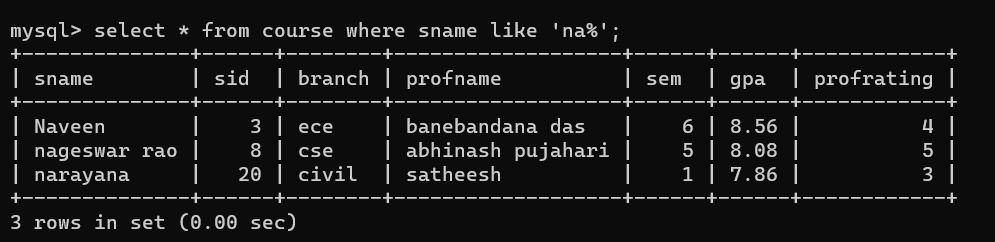 mysql> select * from course where sname like 'na%';
+--------------+------+--------+------------------+------+------+------------+
| sname        | sid  | branch | profname         | sem  | gpa  | profrating |
+--------------+------+--------+------------------+------+------+------------+
| Naveen       |    3 | ece    | banebandana das  |    6 | 8.56 |          4 |
| nageswar rao |    8 | cse    | abhinash pujahari |    5 | 8.08 |          5 |
| narayana     |   20 | civil  | satheesh         |    1 | 7.86 |          3 |
+--------------+------+--------+------------------+------+------+------------+
3 rows in set (0.00 sec)